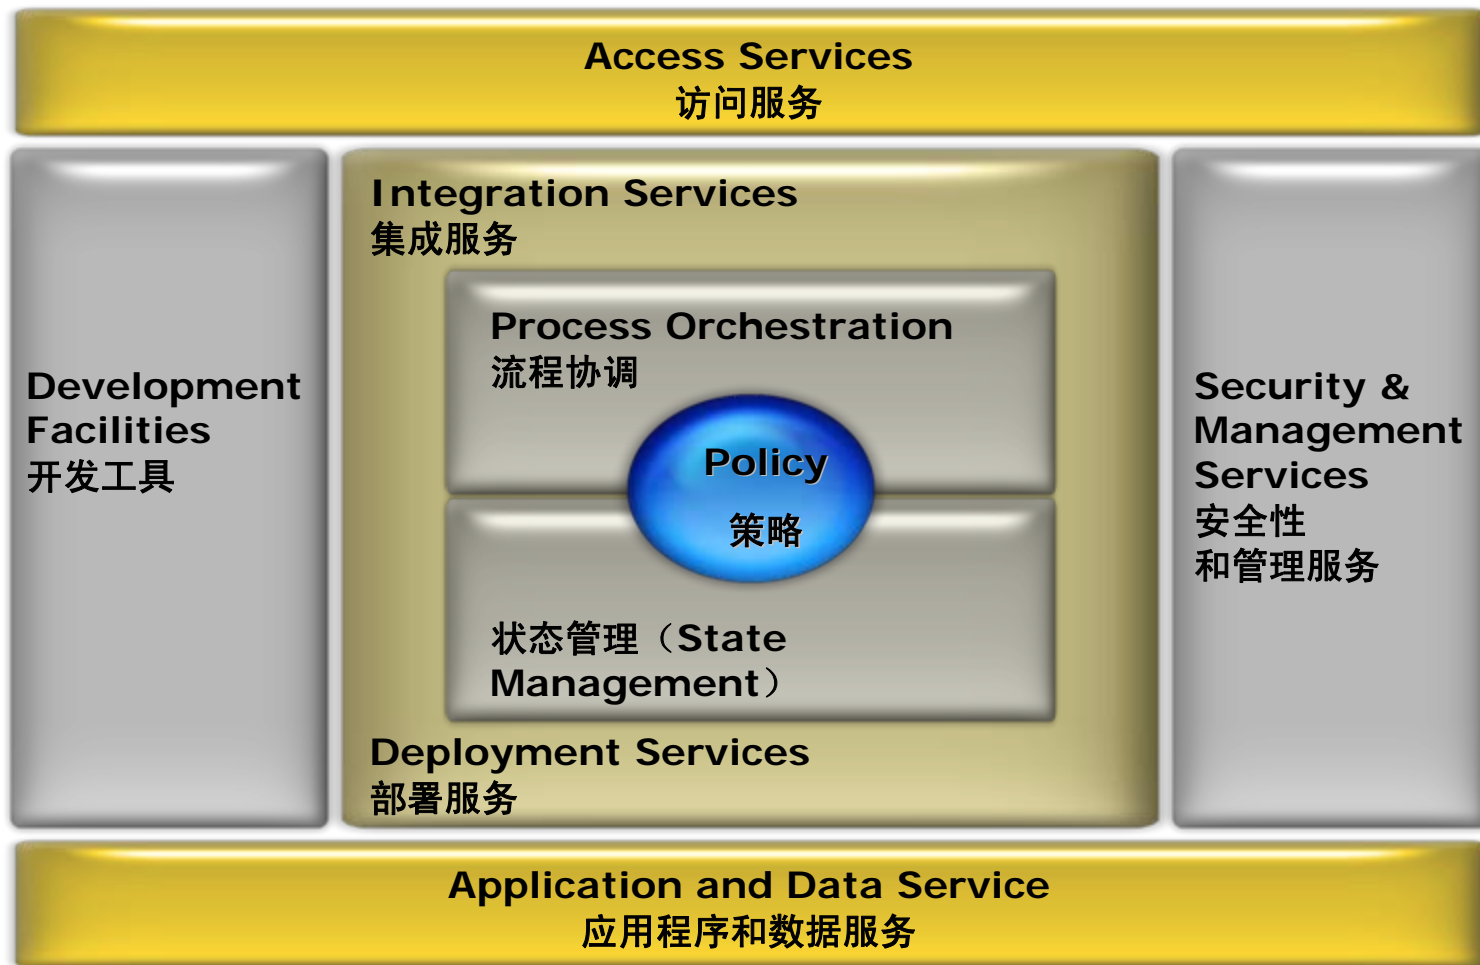 Access Services
访问服务
Development
Facilities
开发工具
Integration Services
集成服务
Process Orchestration
流程协调
Policy
策略
状态管理（State
Management）
Deployment Services
部署服务
Security &
Management
Services
安全性
和管理服务
Application and Data Service
应用程序和数据服务